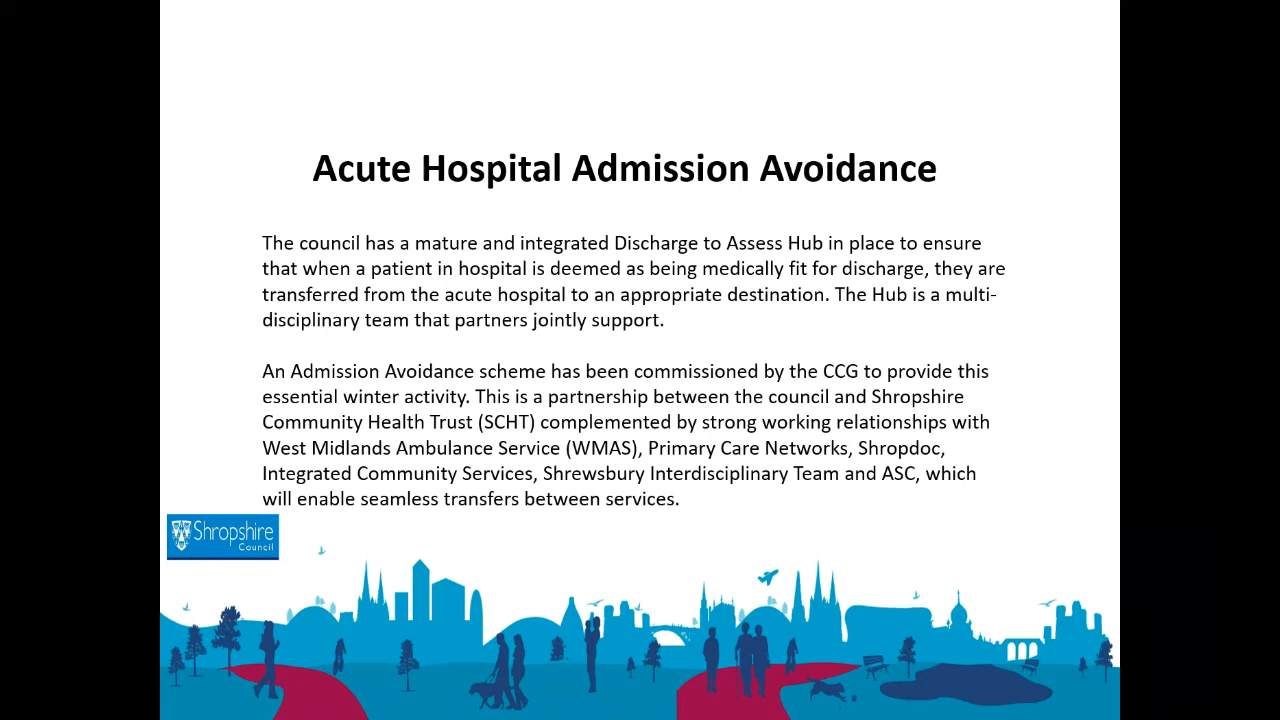 Acute Hospital Admission Avoidance
The council has a mature and integrated Discharge to Assess Hub in place to ensure
that when a patient in hospital is deemed as being medically fit for discharge, they are
transferred from the acute hospital to an appropriate destination. The Hub is a multi-
disciplinary team that partners jointly support.
An Admission Avoidance scheme has been commissioned by the CCG to provide this
essential winter activity. This is a partnership between the council and Shropshire
Community Health Trust (SCHT) complemented by strong working relationships with
West Midlands Ambulance Service (WMAS), Primary Care Networks, Shropdoc,
Integrated Community Services, Shrewsbury Interdisciplinary Team and ASC, which
will enable seamless transfers between services.
Shropshire
Council